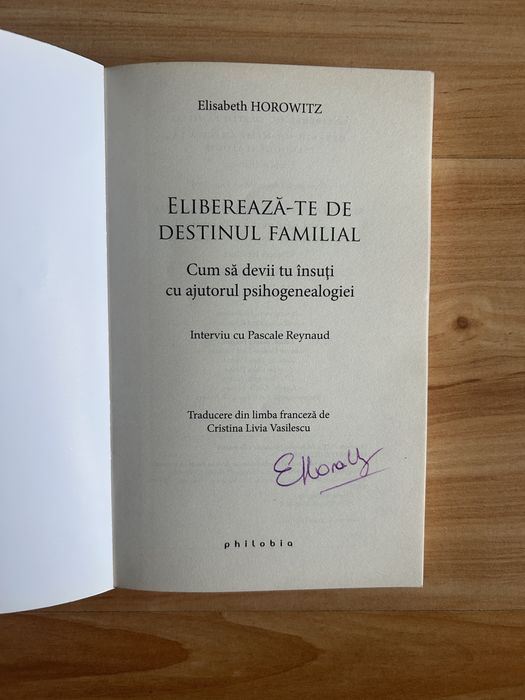 Elisabeth HOROWITZ
ELIBEREAZĂ-TE DE
DESTINUL FAMILIAL
Cum să devii tu însuți
cu ajutorul psihogenealogiei
Interviu cu Pascale Reynaud
Traducere din limba franceză de
Cristina Livia Vasilescu
philobia